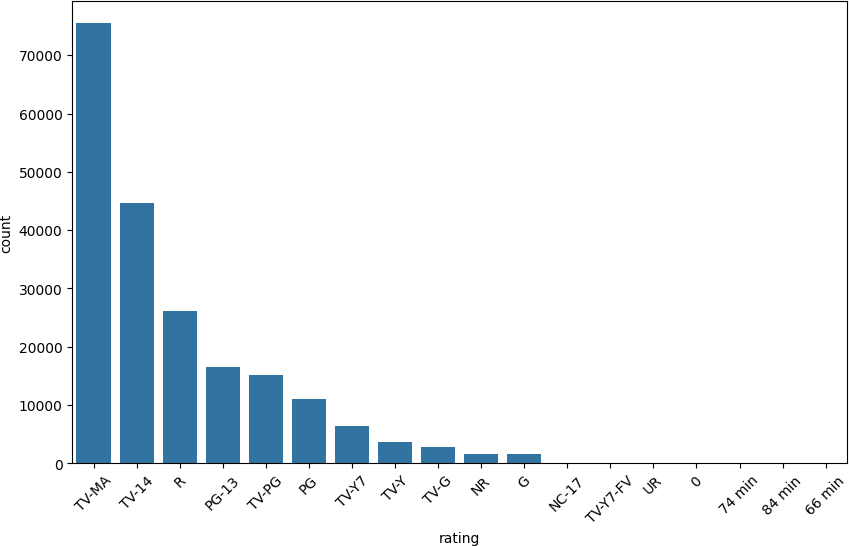 70000
60000
50000
40000
30000
20000
10000
0
count
TV-MA
TV-14
R
PG-13
TV-PG
PG
TV-Y7
TV-Y
TV-G
NR
G
NC-17
TV-Y7-FV
UR
0
74 min
84 min
66 min
rating